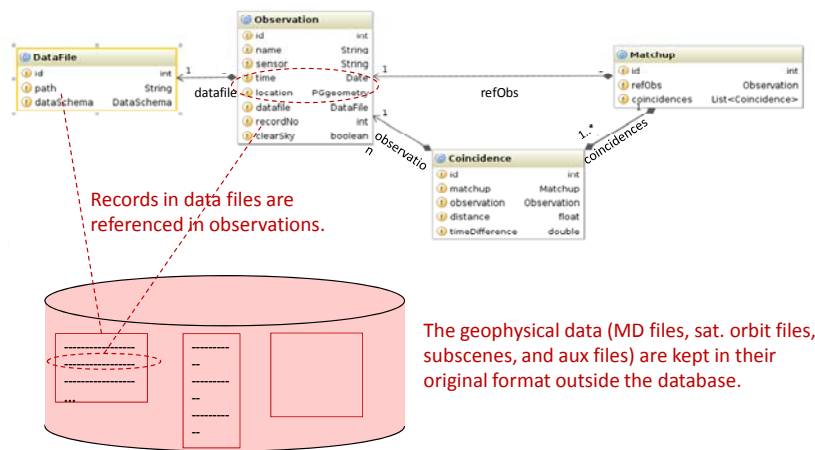 Observation
id int
name String
sensor String
time Date
location PGgeometry
datafile DataFile
recordNo int
clearSky boolean
DataFile
id int
path String
dataSchema DataSchema
1
*
datafile
1
*
refObs
Matchup
id int
refObs Observation
coincidences List<Coincidence>
1
observatio
n
1
1..*
coincidences
Coincidence
id int
matchup Matchup
observation Observation
distance float
timeDifference double
Records in data files are
referenced in observations.
-----------------
-----------------
-----------------
...
---------
--
---------
--
---------
--
The geophysical data (MD files, sat. orbit files,
subscenes, and aux files) are kept in their
original format outside the database.